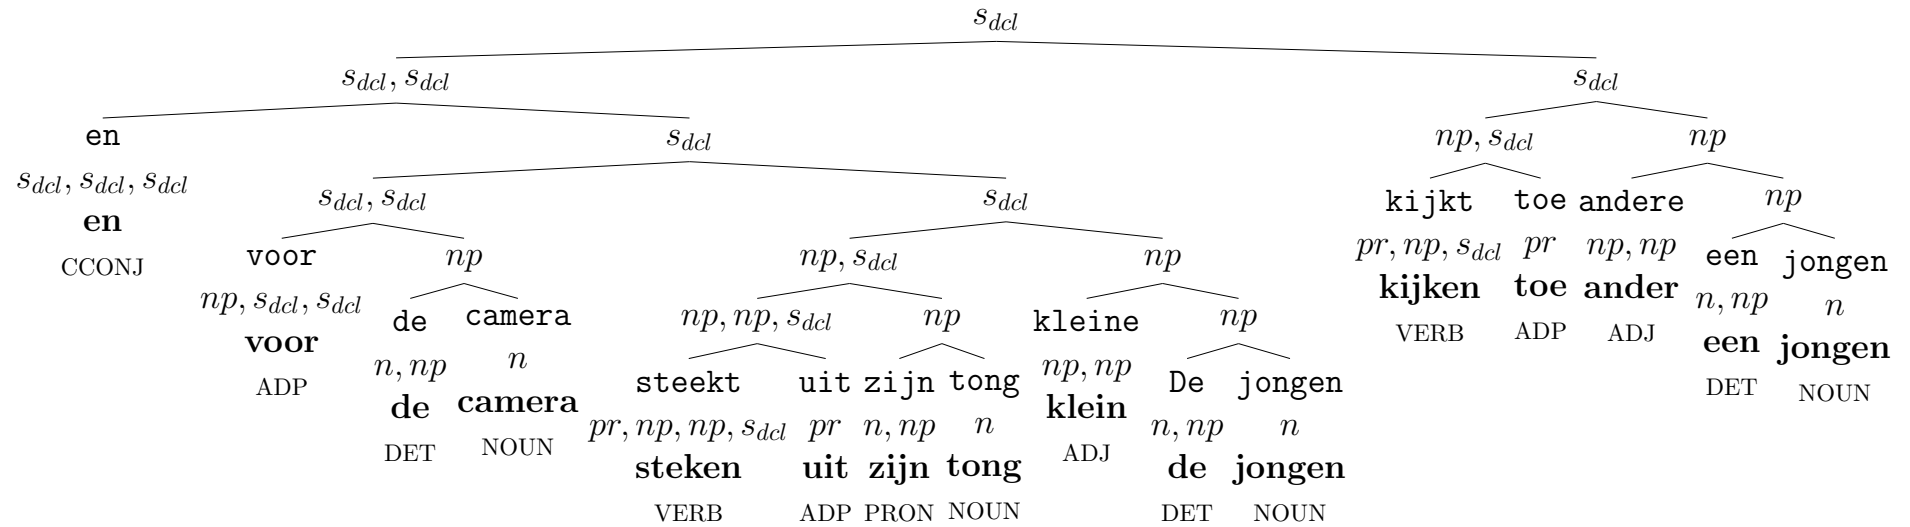 s_dcl
s_dcl, s_dcl s_dcl
en s_dcl np, s_dcl np
s_dcl, s_dcl, s_dcl s_dcl, s_dcl s_dcl kijkt toe andere np
en voor np np, s_dcl np pr, np, s_dcl pr np, np een jongen
CCONJ np, s_dcl, s_dcl de camera np, np, s_dcl np kleine np kijken toe ander n, np n
voor n, np n steekt uit zijn tong np, np De jongen VERB ADP ADJ een jongen
ADP de camera pr, np, np, s_dcl pr n, np n klein n, np n DET NOUN
DET NOUN steken uit zijn tong ADJ de jongen
VERB ADP PRON NOUN DET NOUN